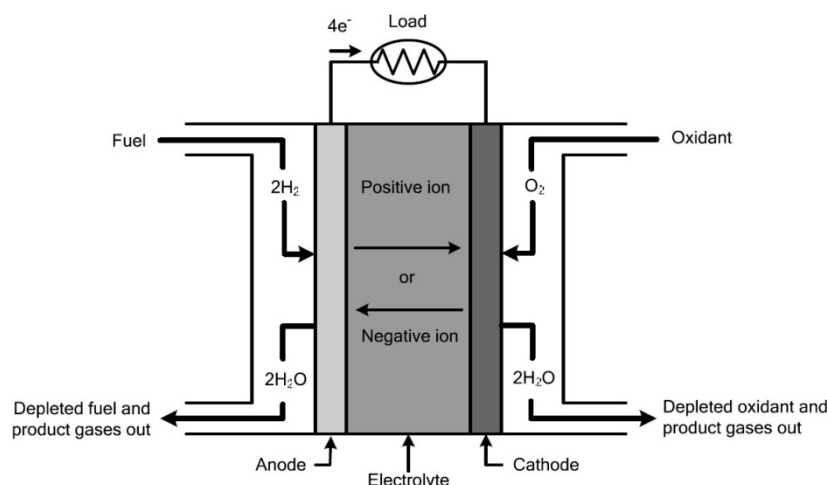 4e⁻
Load
Fuel
Oxidant
2H₂
O₂
Positive ion
or
Negative ion
2H₂O
2H₂O
Depleted fuel and
product gases out
Depleted oxidant and
product gases out
Anode
Electrolyte
Cathode